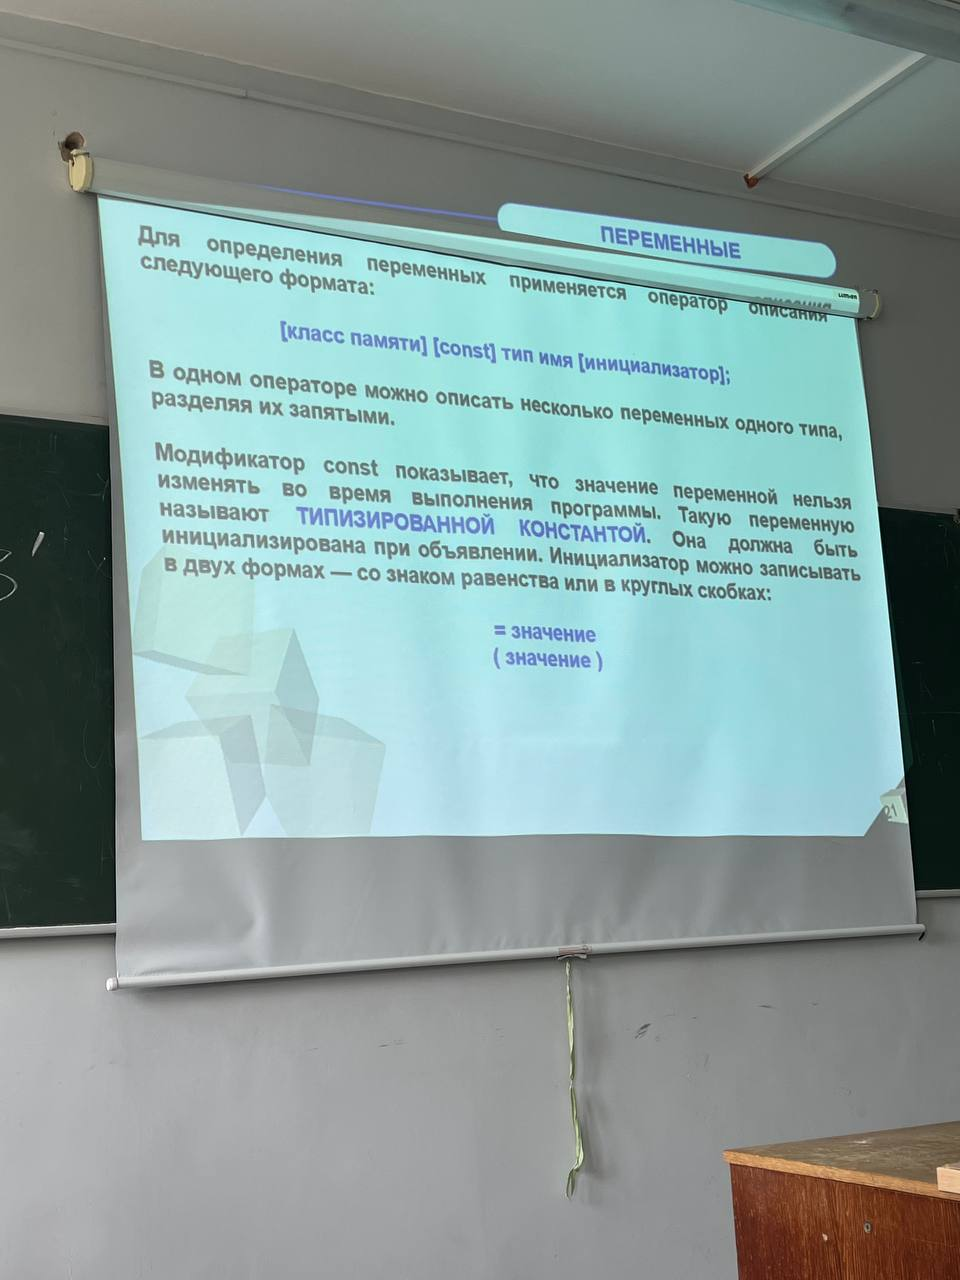 ПЕРЕМЕННЫЕ
Для определения переменных применяется оператор описания
следующего формата:
[класс памяти] [const] тип имя [инициализатор];
В одном операторе можно описать несколько переменных одного типа,
разделяя их запятыми.
Модификатор const показывает, что значение переменной нельзя
изменять во время выполнения программы. Такую переменную
называют ТИПИЗИРОВАННОЙ КОНСТАНТОЙ. Она должна быть
инициализирована при объявлении. Инициализатор можно записывать
в двух формах — со знаком равенства или в круглых скобках:
= значение
( значение )
21